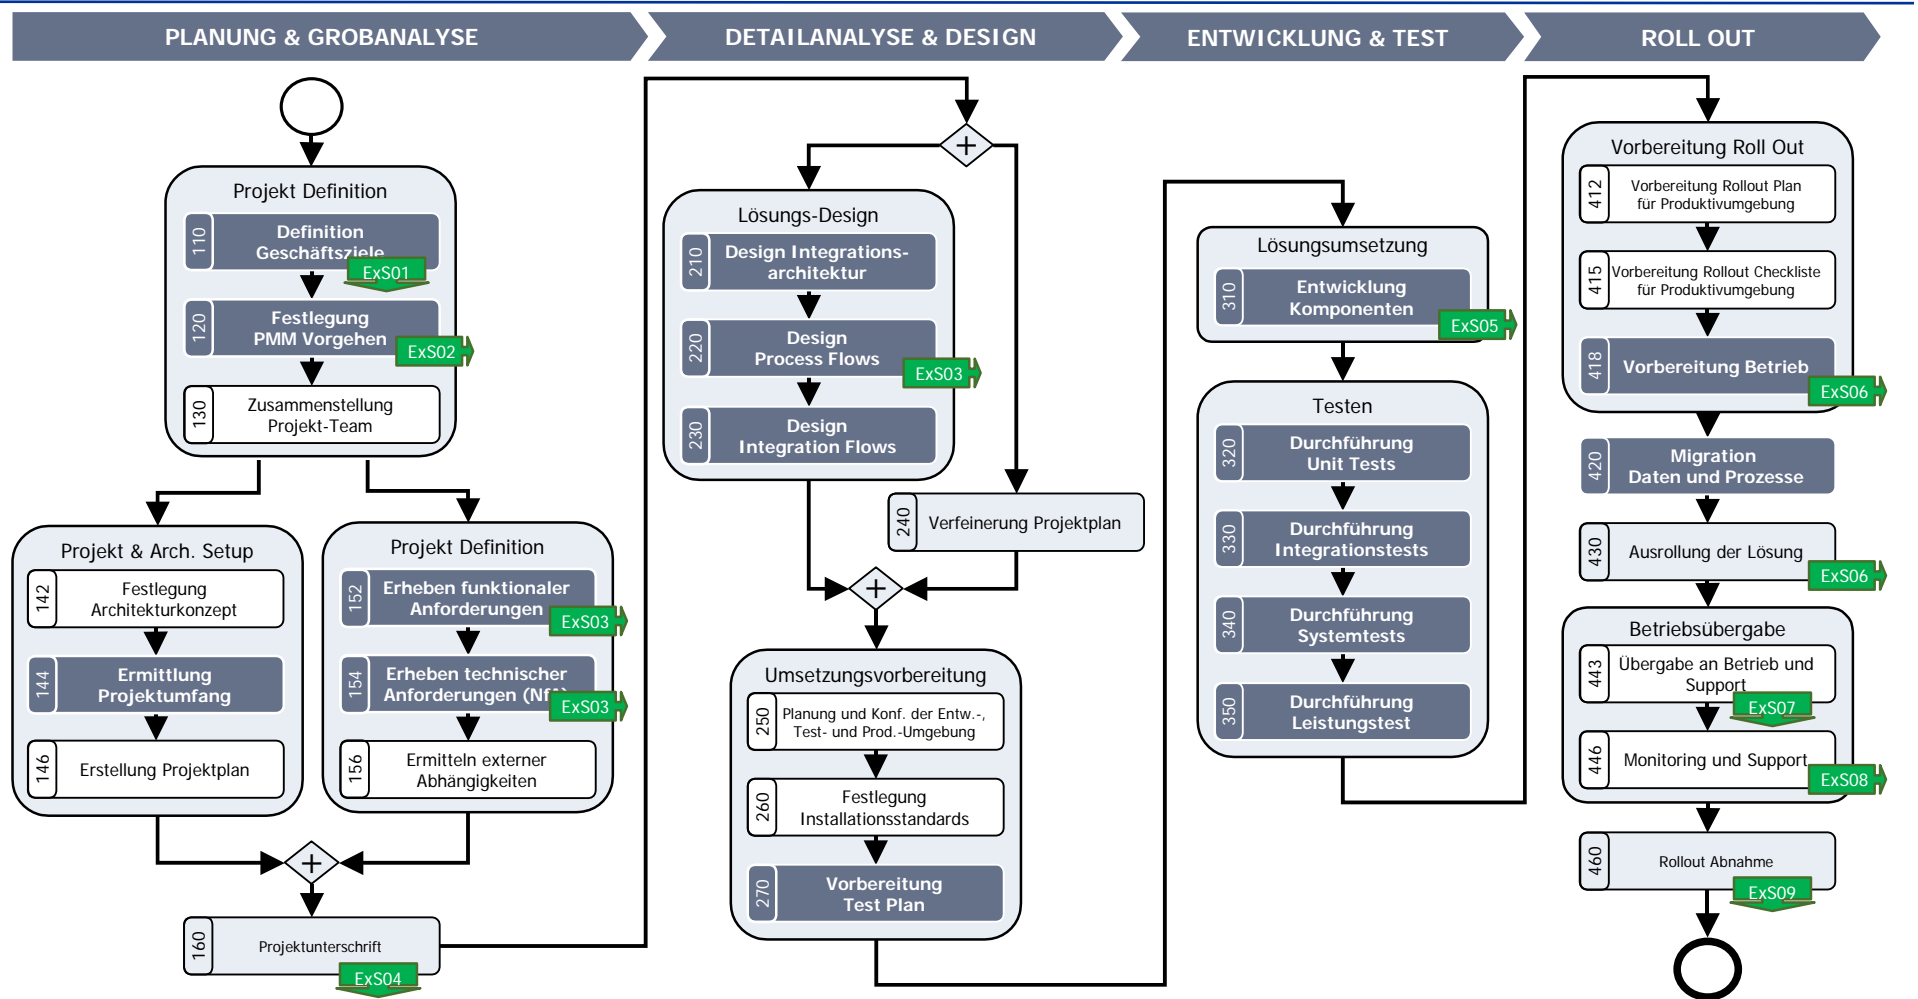 PLANUNG & GROBANALYSE
DETAILANALYSE & DESIGN
ENTWICKLUNG & TEST
ROLL OUT
Projekt Definition
110
Definition
Geschäftsziele
ExS01
120
Festlegung
PMM Vorgehen
ExS02
130
Zusammenstellung
Projekt-Team
Projekt & Arch. Setup
142
Festlegung
Architekturkonzept
144
Ermittlung
Projektumfang
146
Erstellung Projektplan
Projekt Definition
152
Erheben funktionaler
Anforderungen
ExS03
154
Erheben technischer
Anforderungen (NfA)
ExS03
156
Ermitteln externer
Abhängigkeiten
+
160
Projektunterschrift
ExS04
+
Lösungs-Design
210
Design Integrations-
architektur
220
Design
Process Flows
ExS03
230
Design
Integration Flows
240
Verfeinerung Projektplan
+
Umsetzungsvorbereitung
250
Planung und Konf. der Entw.-,
Test- und Prod.-Umgebung
260
Festlegung
Installationsstandards
270
Vorbereitung
Test Plan
Lösungsumsetzung
310
Entwicklung
Komponenten
ExS05
Testen
320
Durchführung
Unit Tests
330
Durchführung
Integrationstests
340
Durchführung
Systemtests
350
Durchführung
Leistungstest
Vorbereitung Roll Out
412
Vorbereitung Rollout Plan
für Produktivumgebung
415
Vorbereitung Rollout Checkliste
für Produktivumgebung
418
Vorbereitung Betrieb
ExS06
420
Migration
Daten und Prozesse
430
Ausrollung der Lösung
ExS06
Betriebsübergabe
443
Übergabe an Betrieb und
Support
ExS07
446
Monitoring und Support
ExS08
460
Rollout Abnahme
ExS09